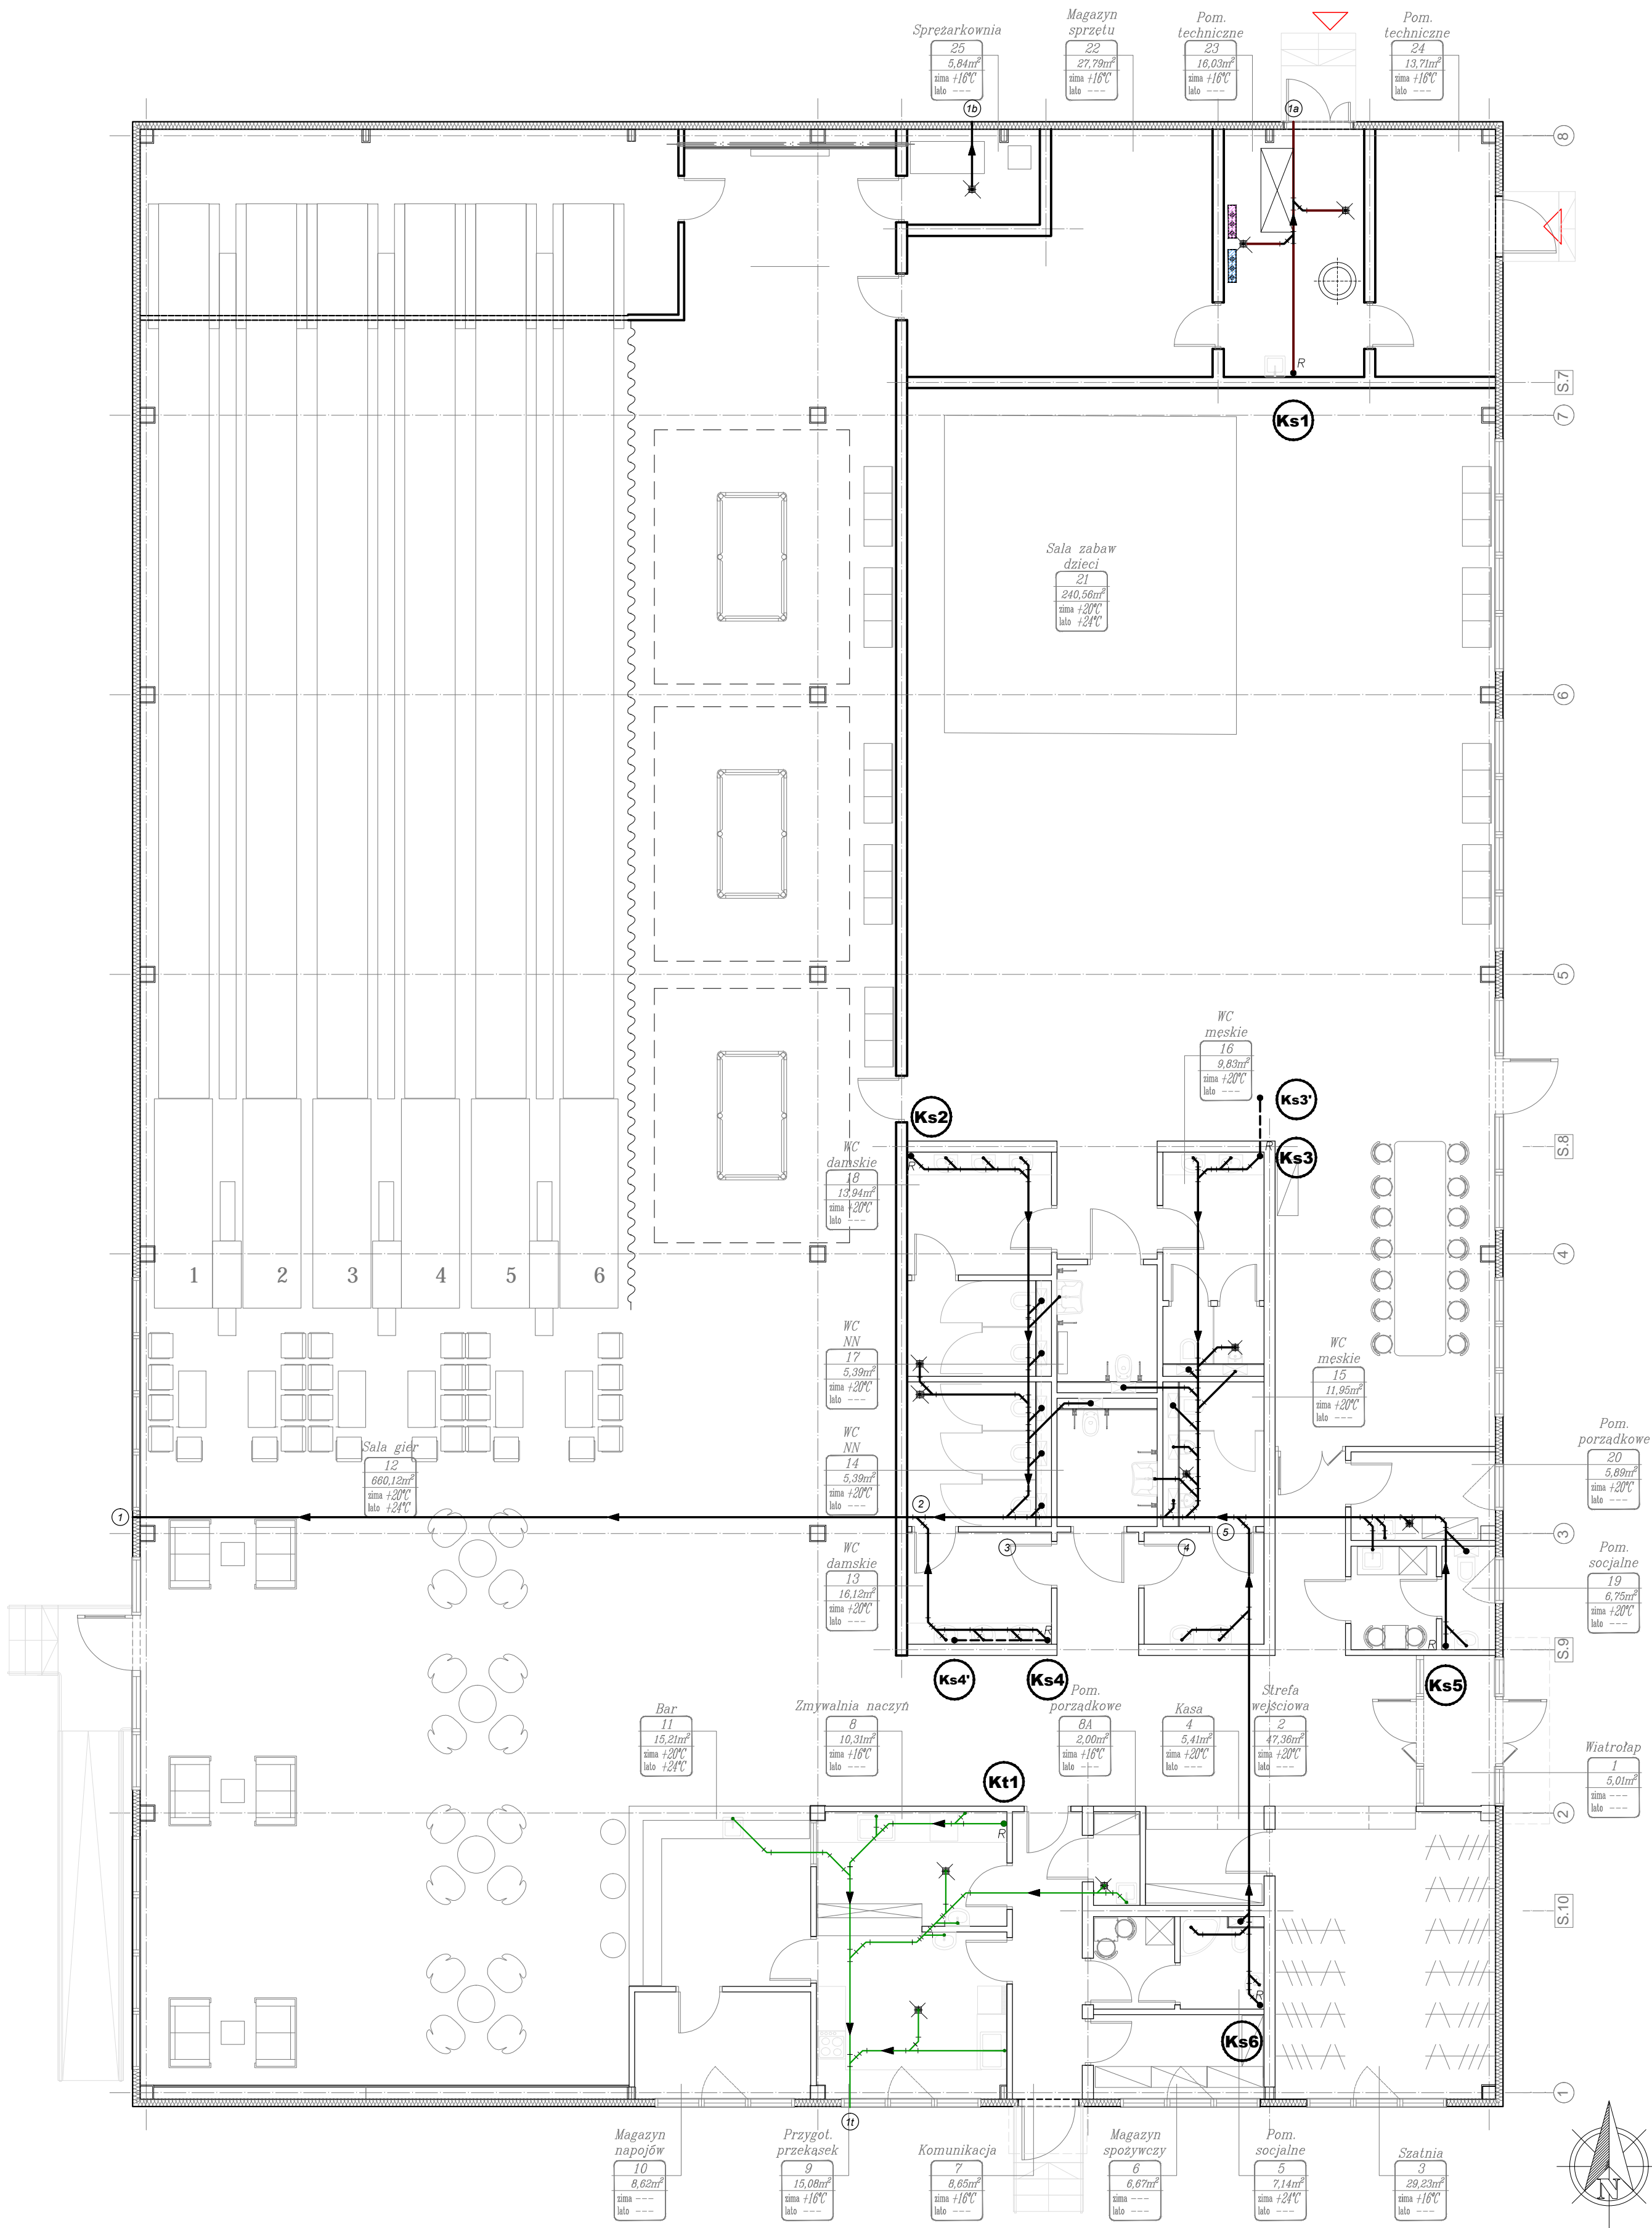 Sprężarkownia
25
5,84m²
zima +16°C
lato ---
Magazyn
sprzętu
22
27,79m²
zima +16°C
lato ---
Pom.
techniczne
23
16,03m²
zima +16°C
lato ---
Pom.
techniczne
24
13,71m²
zima +16°C
lato ---
1b
1a
8
R
S.7
7
Ks1
Sala zabaw
dzieci
21
240,56m²
zima +20°C
lato +24°C
6
5
WC
męskie
16
9,83m²
zima +20°C
lato ---
Ks3'
Ks2
Ks3
R
R
S.8
WC
damskie
18
13,94m²
zima +20°C
lato ---
4
1 2 3 4 5 6
WC
NN
17
5,39m²
zima +20°C
lato ---
WC
męskie
15
11,95m²
zima +20°C
lato ---
Sala gier
12
660,12m²
zima +20°C
lato +24°C
WC
NN
14
5,39m²
zima +20°C
lato ---
Pom.
porządkowe
20
5,89m²
zima +20°C
lato ---
1
2
3
4
5
3
WC
damskie
13
16,12m²
zima +20°C
lato ---
Pom.
socjalne
19
6,75m²
zima +20°C
lato ---
R
R
S.9
Ks4'
Ks4
Ks5
Bar
11
15,21m²
zima +20°C
lato +24°C
Zmywalnia naczyń
8
10,31m²
zima +16°C
lato ---
Pom.
porządkowe
8A
2,00m²
zima +16°C
lato ---
Kasa
4
5,41m²
zima +20°C
lato ---
Strefa
wejściowa
2
47,36m²
zima +20°C
lato ---
Wiatrołap
1
5,01m²
zima ---
lato ---
Kt1
R
2
S.10
R
Ks6
1
1t
Magazyn
napojów
10
8,62m²
zima ---
lato ---
Przygot.
przekąsek
9
15,08m²
zima +16°C
lato ---
Komunikacja
7
8,65m²
zima +16°C
lato ---
Magazyn
spożywczy
6
6,67m²
zima ---
lato ---
Pom.
socjalne
5
7,14m²
zima +24°C
lato ---
Szatnia
3
29,23m²
zima +16°C
lato ---
N